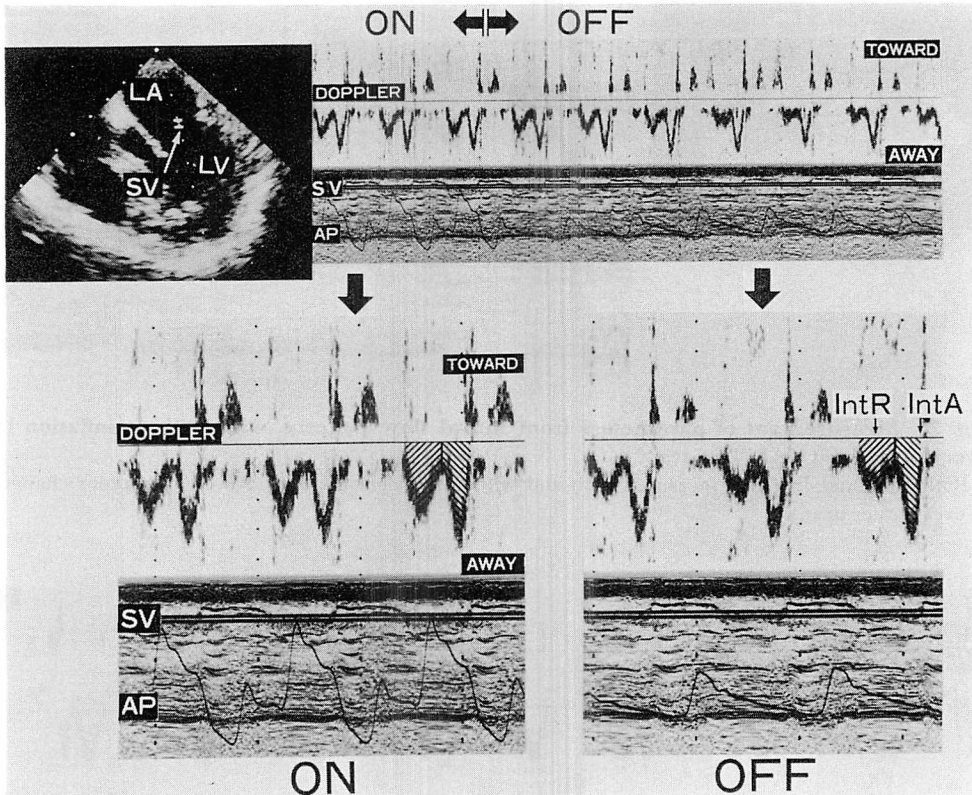 ON OFF
TOWARD
LA
DOPPLER
LV
SV
AWAY
SV
AP
TOWARD
IntR IntA
DOPPLER
AWAY
SV
AP
ON OFF